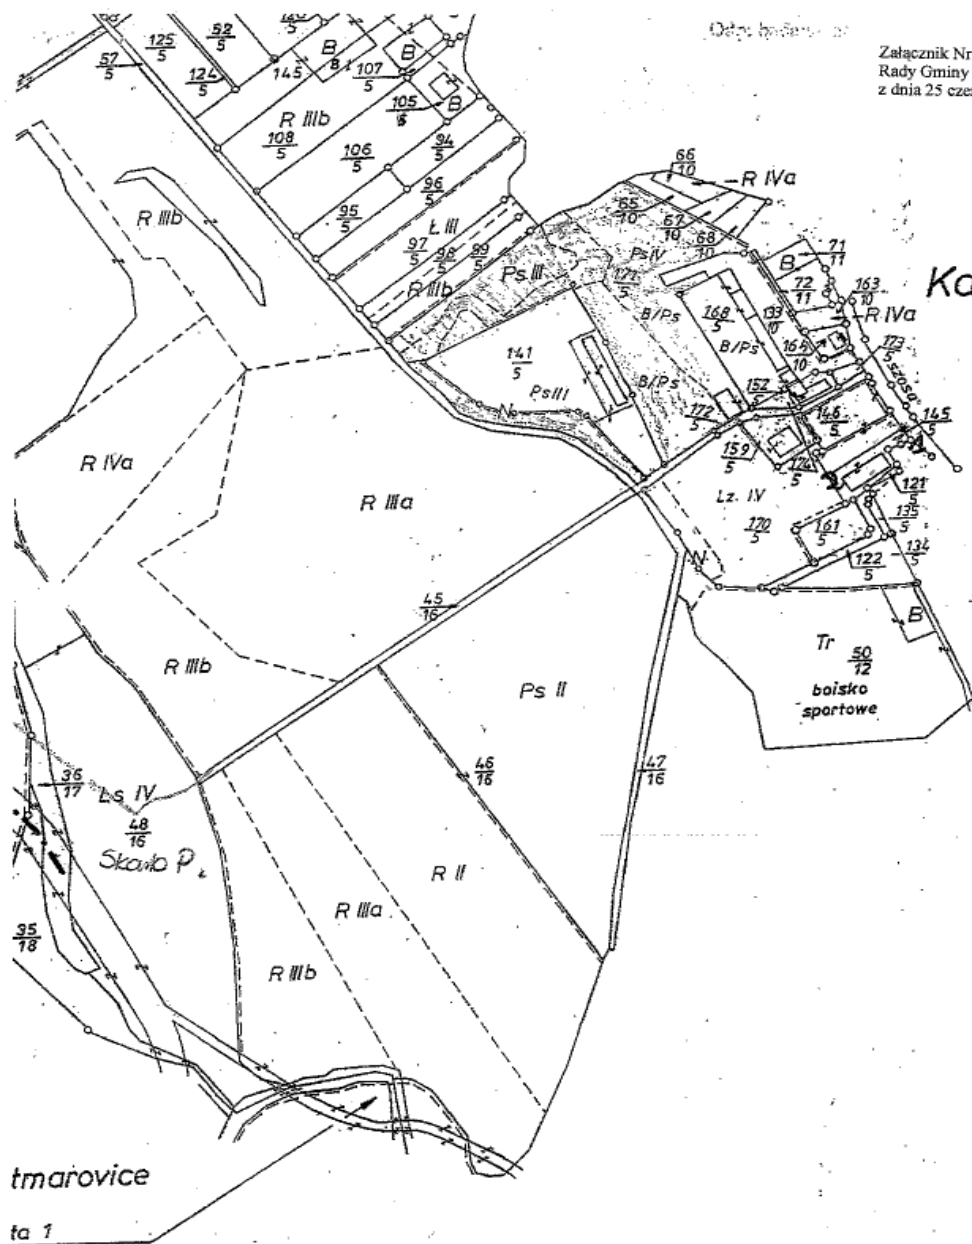 Załącznik Nr
Rady Gminy
z dnia 25 czer
125
5
52
5
B
B
B
57
5
124
5
145
107
5
105
B
R IIIb
108
5
106
5
94
5
96
5
95
5
R IIIb
Ł III
97
5
98
5
99
5
R IIIb
Ps III
66
10
R IVa
65
10
67
10
68
10
Ps IV
171
5
B
71
11
72
11
163
10
Ka
R IVa
B/Ps
168
5
133
10
164
10
173
5
szosa
B/Ps
141
5
Ps III
B/Ps
152
5
172
5
146
5
145
5
N
159
5
174
5
121
5
R IVa
R IIIa
Lz. IV
170
5
161
5
135
5
134
5
122
5
N
45
16
B
R IIIb
Ps II
Tr
50
12
boisko
sportowe
36
17
Ls IV
48
16
46
16
47
16
R II
R IIIa
35
18
R IIIb
tmarovice
ta 1